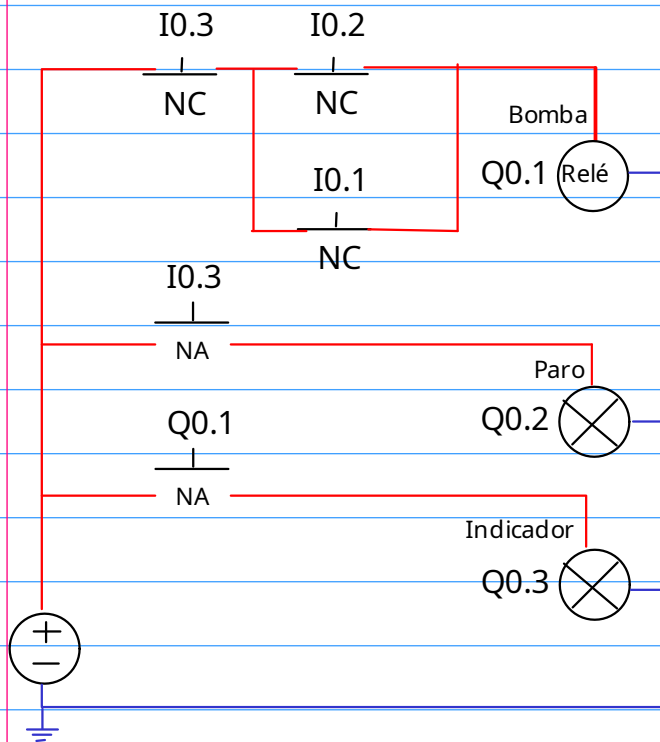 I0.3
I0.2
NC
NC
Bomba
Q0.1
Relé
I0.1
NC
I0.3
NA
Paro
Q0.2
Q0.1
NA
Indicador
Q0.3